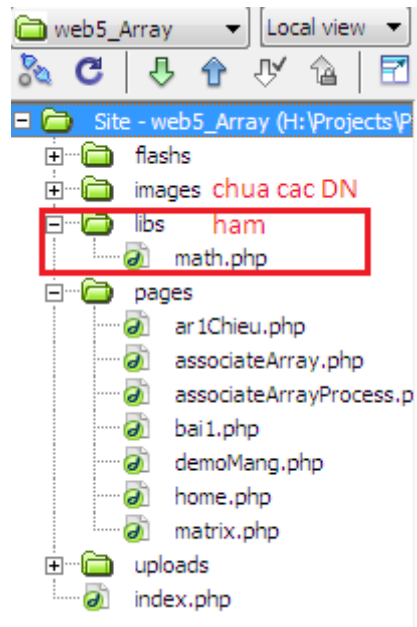 web5_Array Local view
Site - web5_Array (H:\Projects\P
flashs
images chua cac DN
libs ham
math.php
pages
ar1Chieu.php
associateArray.php
associateArrayProcess.p
bai1.php
demoMang.php
home.php
matrix.php
uploads
index.php